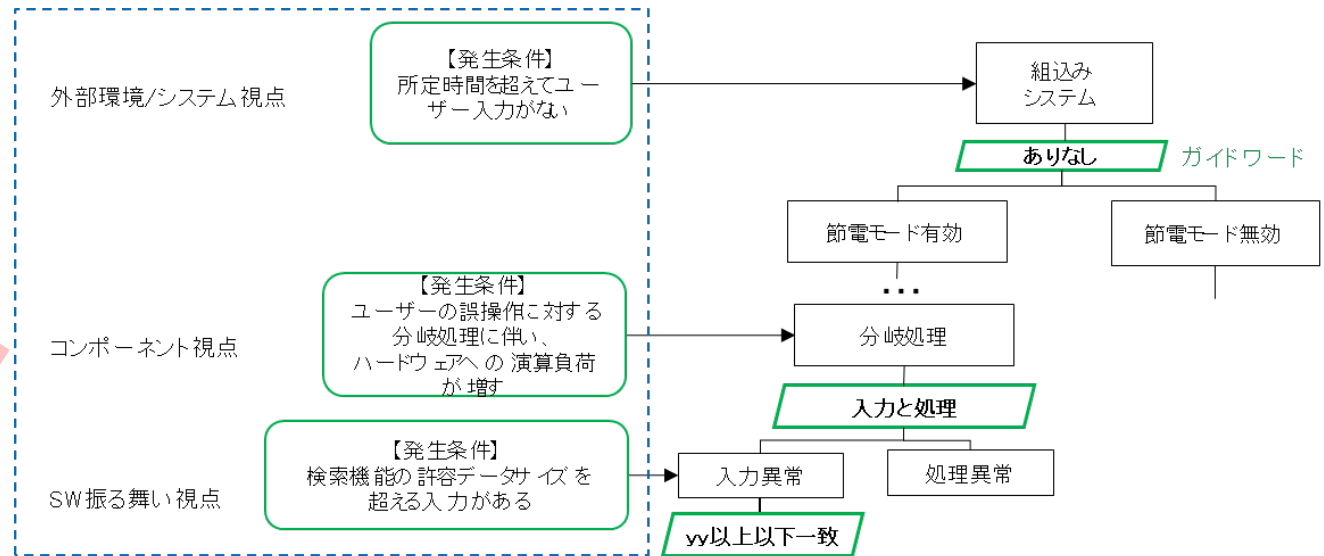 外部環境/システム視点
【発生条件】
所定時間を超えてユー
ザー入力がない
組込み
システム
ありなし
ガイドワード
節電モード有効
節電モード無効
…
コンポーネント視点
【発生条件】
ユーザーの誤操作に対する
分岐処理に伴い、
ハードウェアへの演算負荷
が増す
分岐処理
入力と処理
SW振る舞い視点
【発生条件】
検索機能の許容データサイズを
超える入力がある
入力異常
処理異常
yy以上以下一致